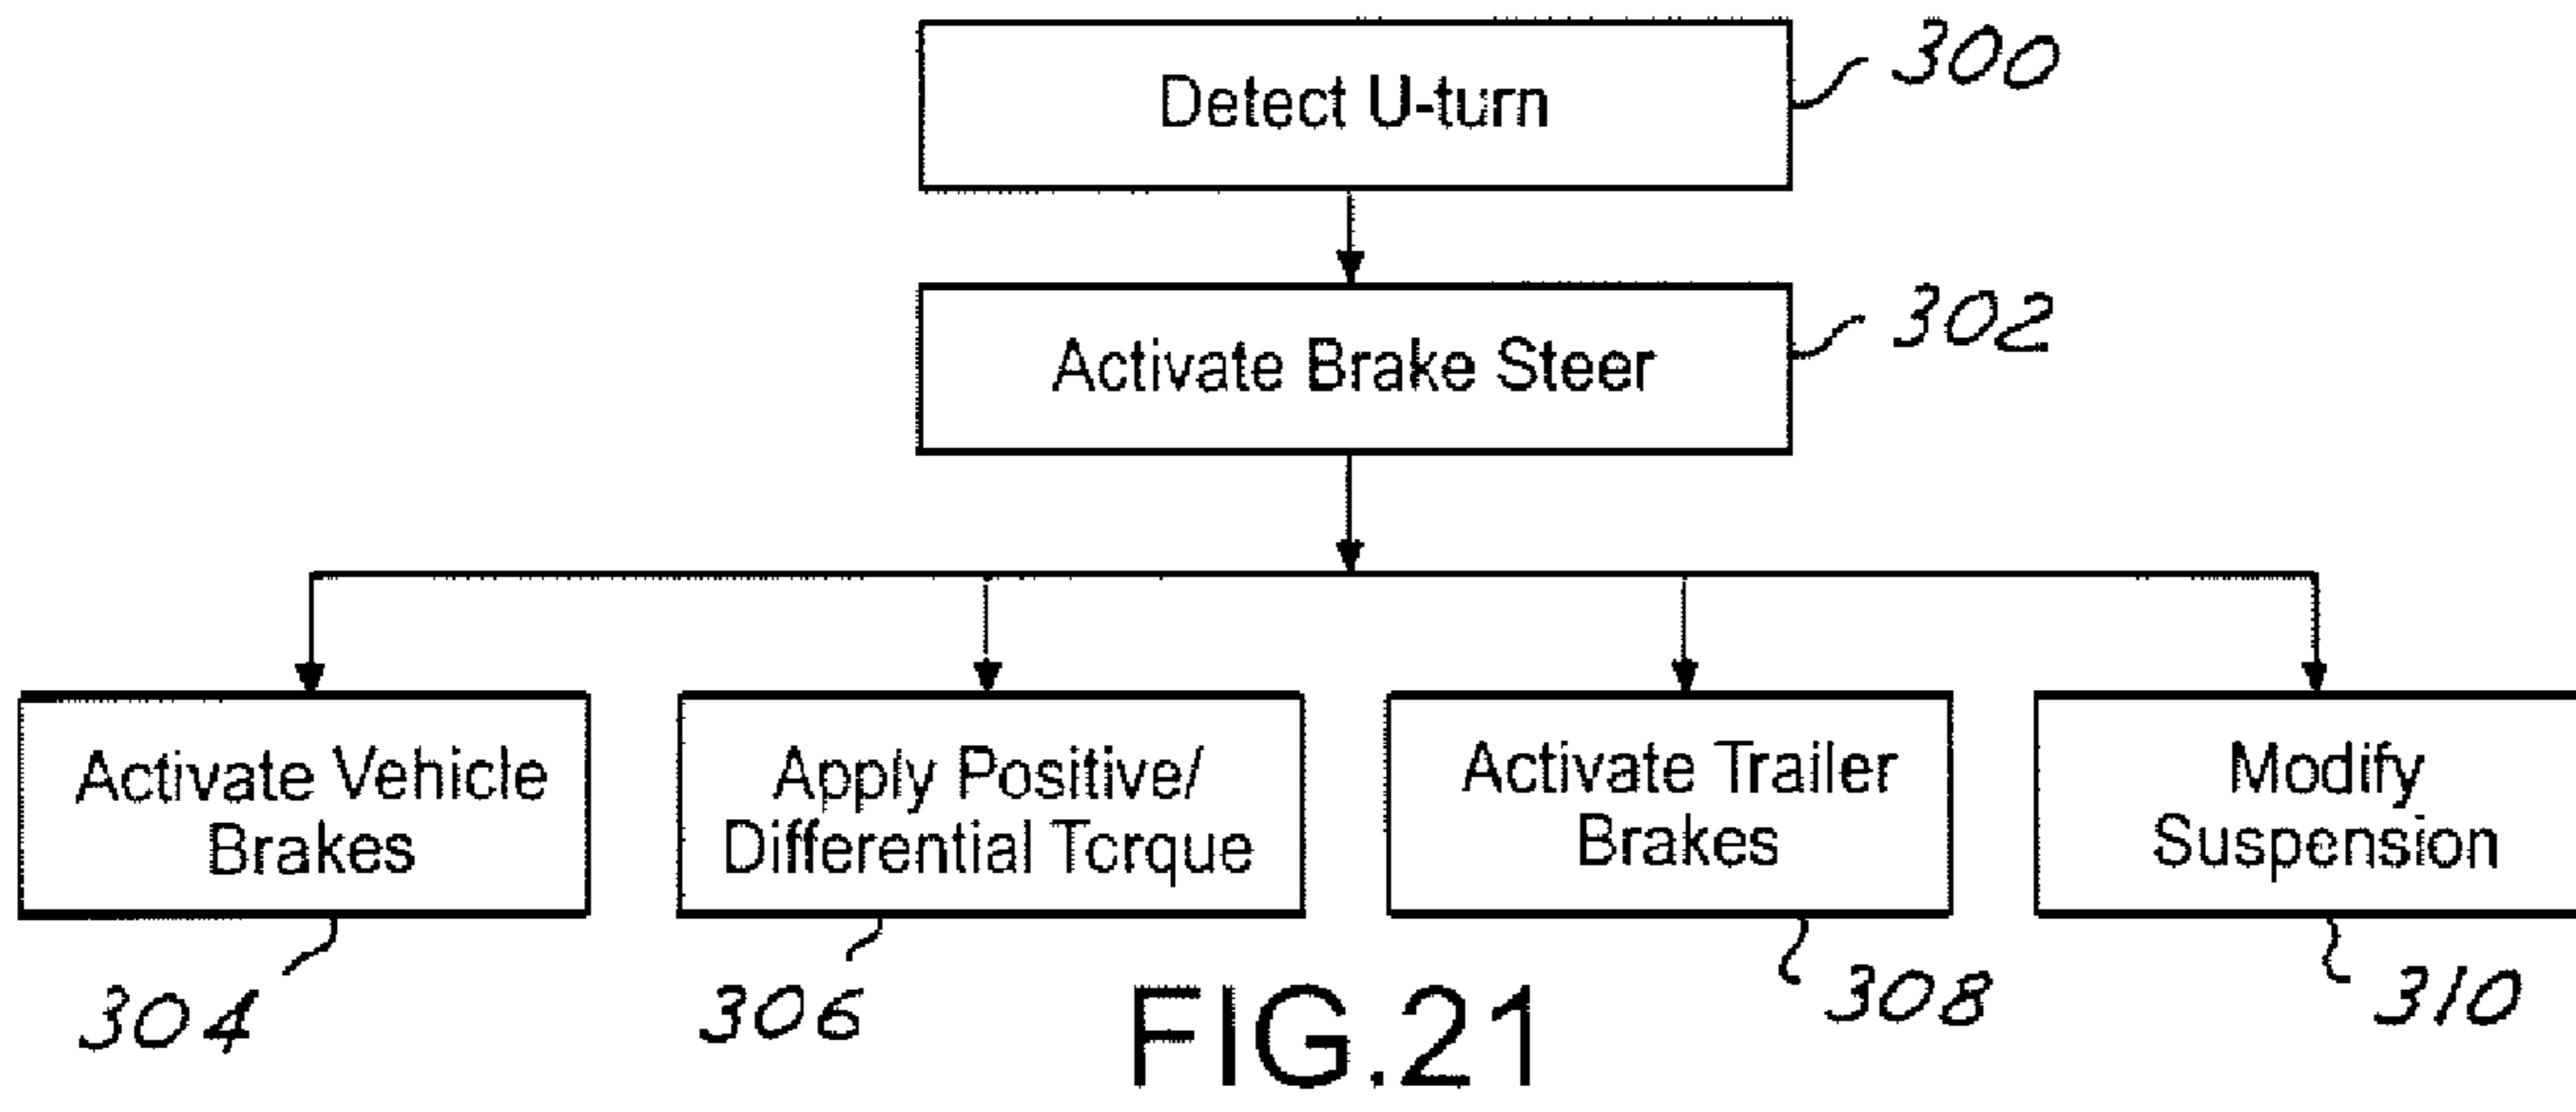 Detect U-turn
300
Activate Brake Steer
302
Activate Vehicle
Brakes
Apply Positive/
Differential Torque
Activate Trailer
Brakes
Modify
Suspension
304
306
308
310
FIG.21